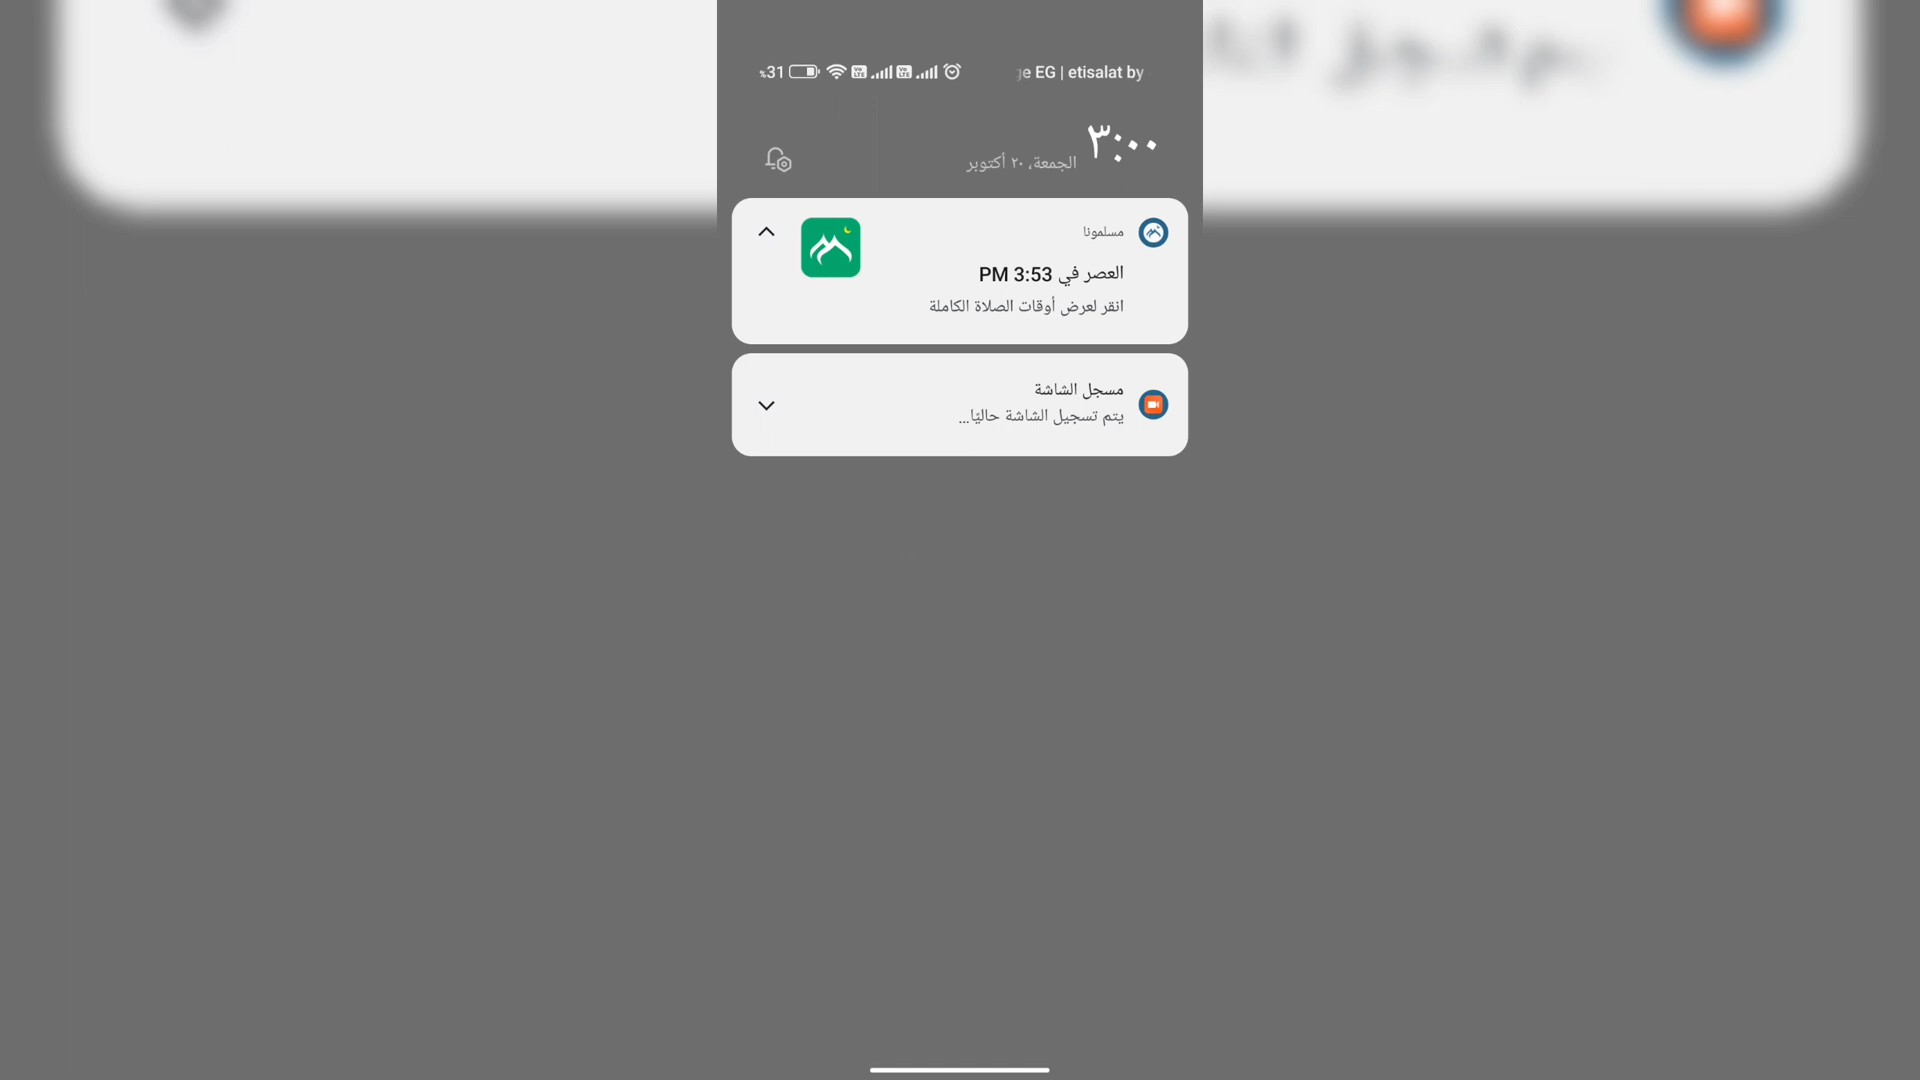 %31
ge EG | etisalat by
٣:٠٠
الجمعة، ٢٠ أكتوبر
مسلمونا
العصر في 3:53 PM
انقر لعرض أوقات الصلاة الكاملة
مسجل الشاشة
يتم تسجيل الشاشة حاليًا...